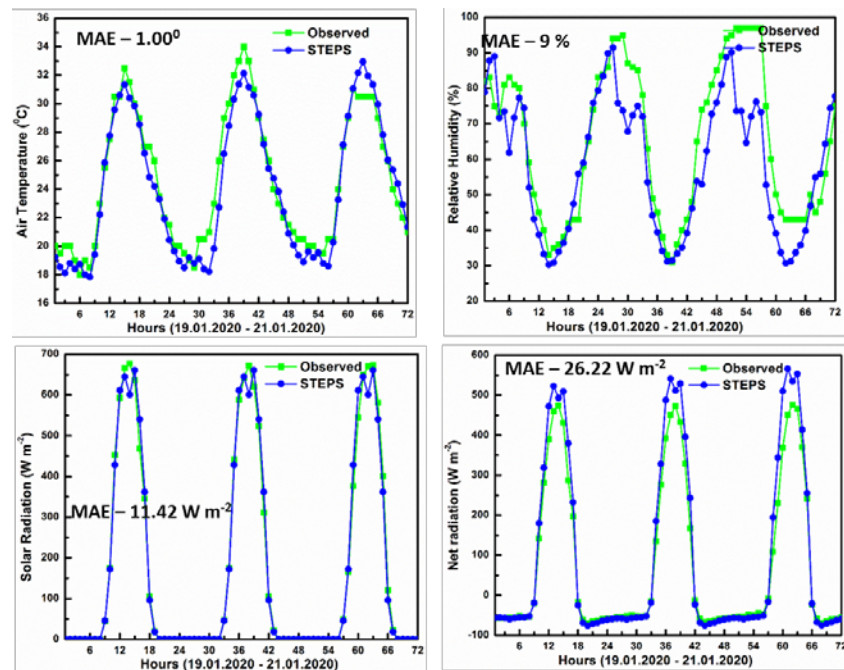 MAE – 1.00⁰
Observed
STEPS
Air Temperature (⁰C)
36
34
32
30
28
26
24
22
20
18
16
6 12 18 24 30 36 42 48 54 60 66 72
Hours (19.01.2020 - 21.01.2020)
MAE – 9 %
Observed
STEPS
Relative Humidity (%)
100
90
80
70
60
50
40
30
20
6 12 18 24 30 36 42 48 54 60 66 72
Hours (19.01.2020 - 21.01.2020)
Observed
STEPS
MAE – 11.42 W m⁻²
Solar Radiation (W m⁻²)
700
600
500
400
300
200
100
0
6 12 18 24 30 36 42 48 54 60 66 72
Hours (19.01.2020 - 21.01.2020)
MAE – 26.22 W m⁻²
Observed
STEPS
Net radiation (W m⁻²)
600
500
400
300
200
100
0
-100
6 12 18 24 30 36 42 48 54 60 66 72
Hours (19.01.2020 - 21.01.2020)